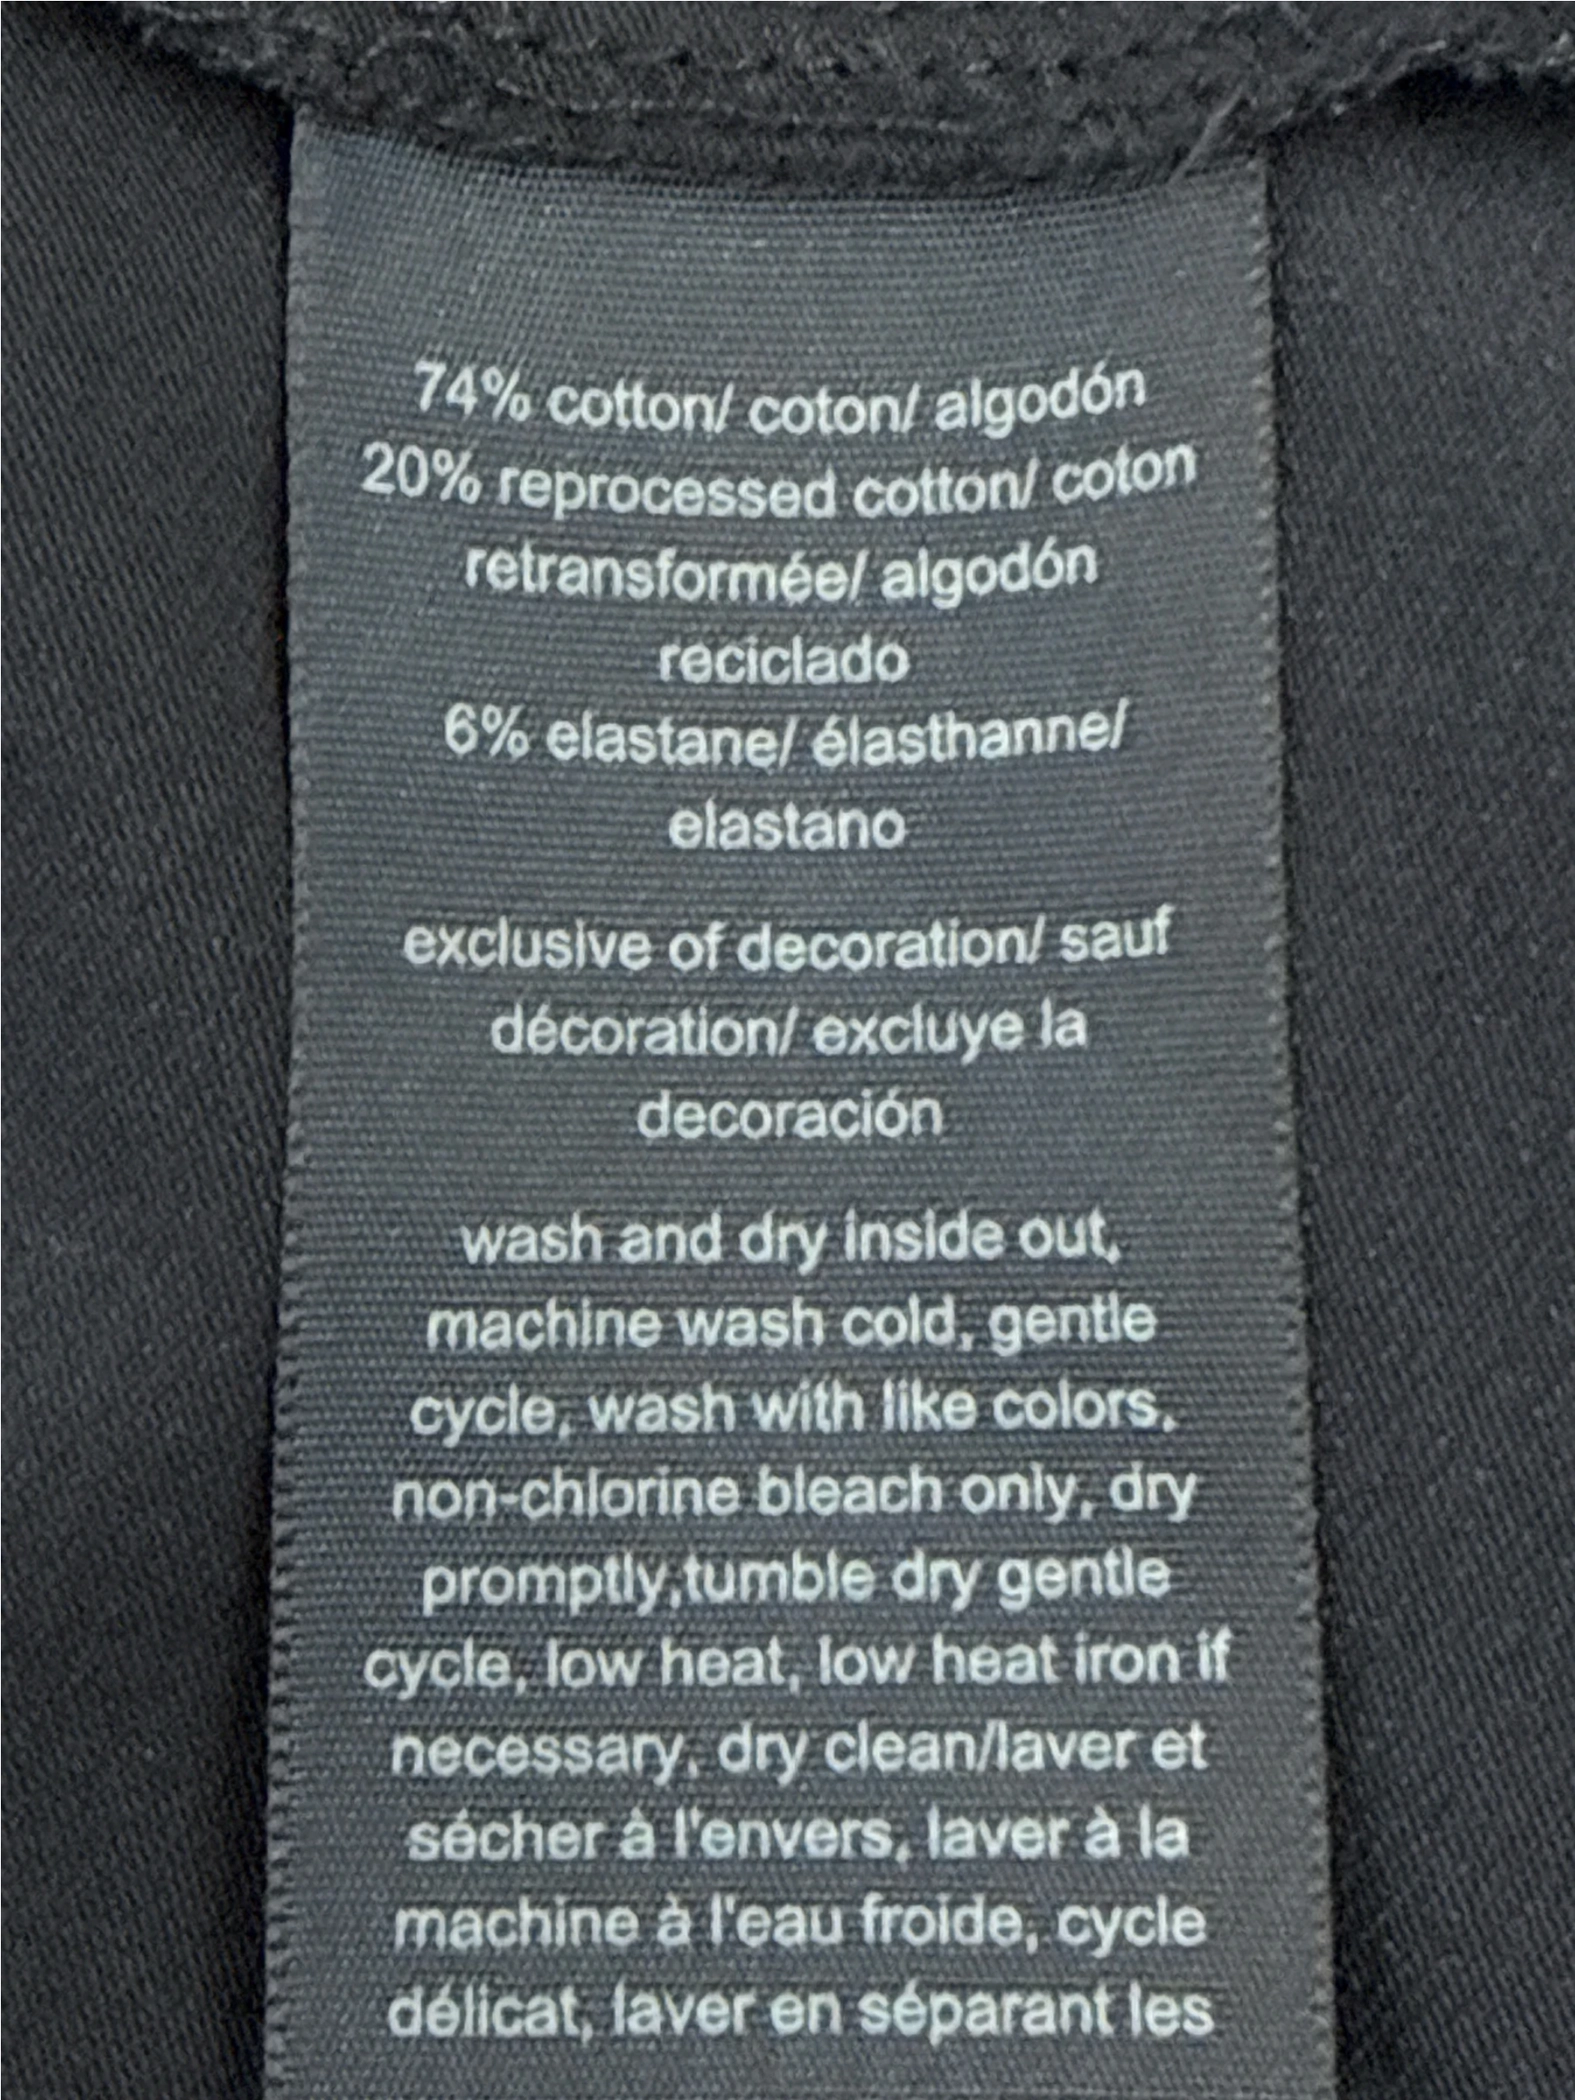 74% cotton/ coton/ algodón
20% reprocessed cotton/ coton
retransformée/ algodón
reciclado
6% elastane/ élasthanne/
elastano
exclusive of decoration/ sauf
décoration/ excluye la
decoración
wash and dry inside out,
machine wash cold, gentle
cycle, wash with like colors,
non-chlorine bleach only, dry
promptly,tumble dry gentle
cycle, low heat, low heat iron if
necessary, dry clean/laver et
sécher à l'envers, laver à la
machine à l'eau froide, cycle
délicat, laver en séparant les